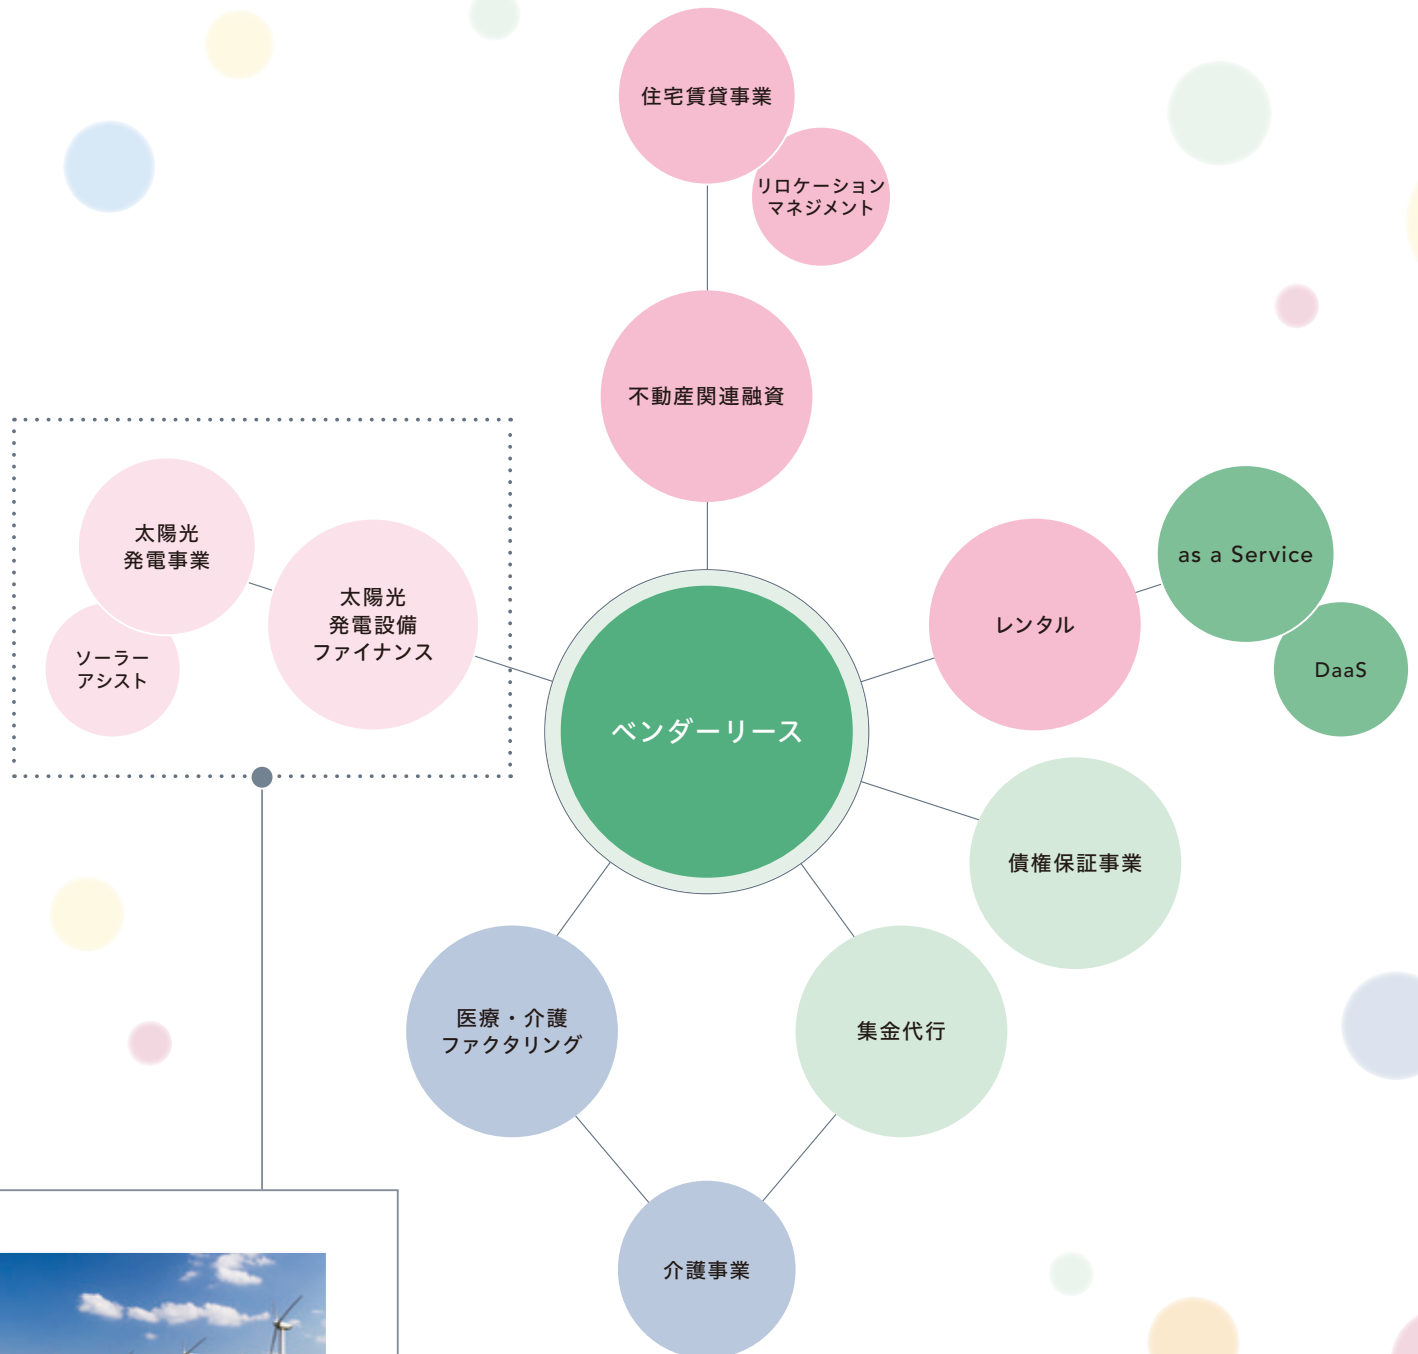 住宅賃貸事業
リロケーション
マネジメント
不動産関連融資
太陽光
発電事業
太陽光
発電設備
ファイナンス
ソーラー
アシスト
レンタル
as a Service
DaaS
ベンダーリース
債権保証事業
医療・介護
ファクタリング
集金代行
介護事業